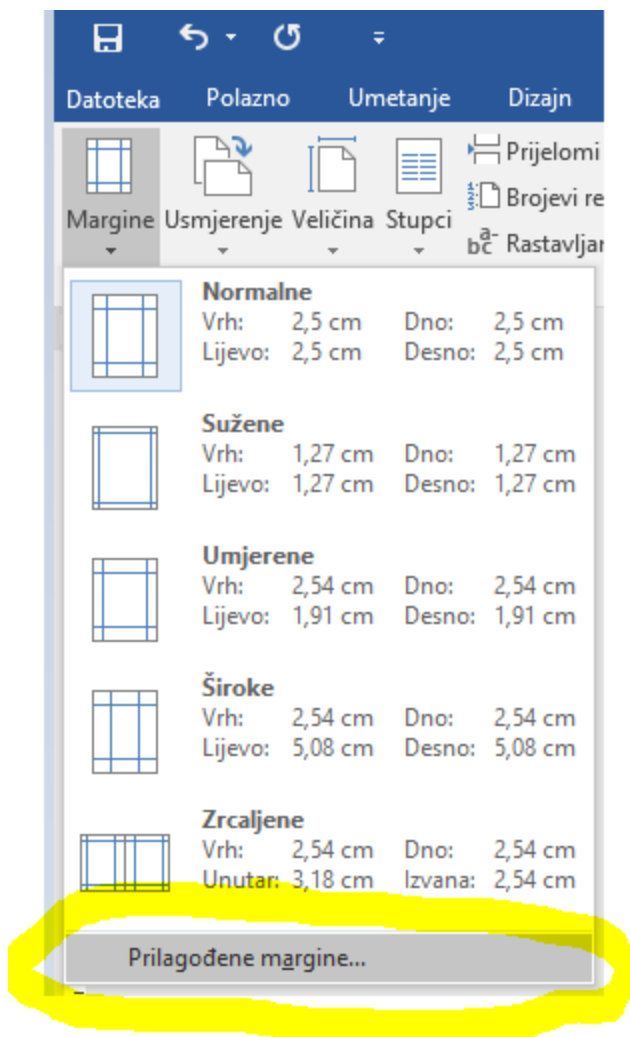 Datoteka Polazno Umetanje Dizajn
Margine Usmjerenje Veličina Stupci
Prijelomi
Brojevi re
Rastavljar
Normalne
Vrh: 2,5 cm Dno: 2,5 cm
Lijevo: 2,5 cm Desno: 2,5 cm
Sužene
Vrh: 1,27 cm Dno: 1,27 cm
Lijevo: 1,27 cm Desno: 1,27 cm
Umjerene
Vrh: 2,54 cm Dno: 2,54 cm
Lijevo: 1,91 cm Desno: 1,91 cm
Široke
Vrh: 2,54 cm Dno: 2,54 cm
Lijevo: 5,08 cm Desno: 5,08 cm
Zrcaljene
Vrh: 2,54 cm Dno: 2,54 cm
Unutar: 3,18 cm Izvana: 2,54 cm
Prilagođene margine...